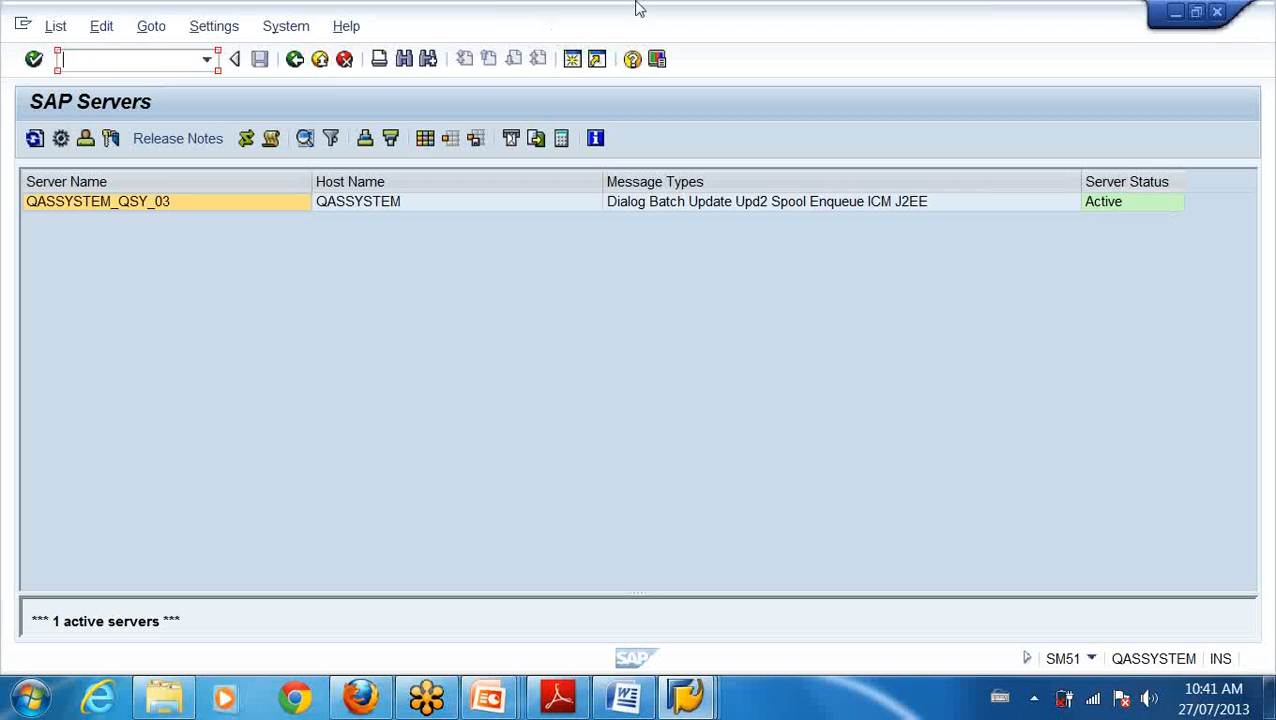 List Edit Goto Settings System Help
SAP Servers
Release Notes
Server Name Host Name Message Types Server Status
QASSYSTEM_QSY_03 QASSYSTEM Dialog Batch Update Upd2 Spool Enqueue ICM J2EE Active
*** 1 active servers ***
SAP SM51 QASSYSTEM INS
10:41 AM
27/07/2013